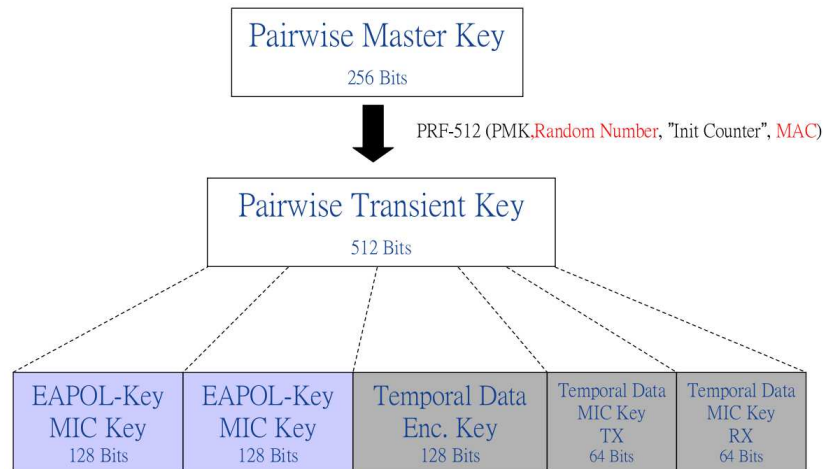 Pairwise Master Key
256 Bits
PRF-512 (PMK,Random Number, "Init Counter", MAC)
Pairwise Transient Key
512 Bits
EAPOL-Key
MIC Key
128 Bits
EAPOL-Key
MIC Key
128 Bits
Temporal Data
Enc. Key
128 Bits
Temporal Data
MIC Key
TX
64 Bits
Temporal Data
MIC Key
RX
64 Bits